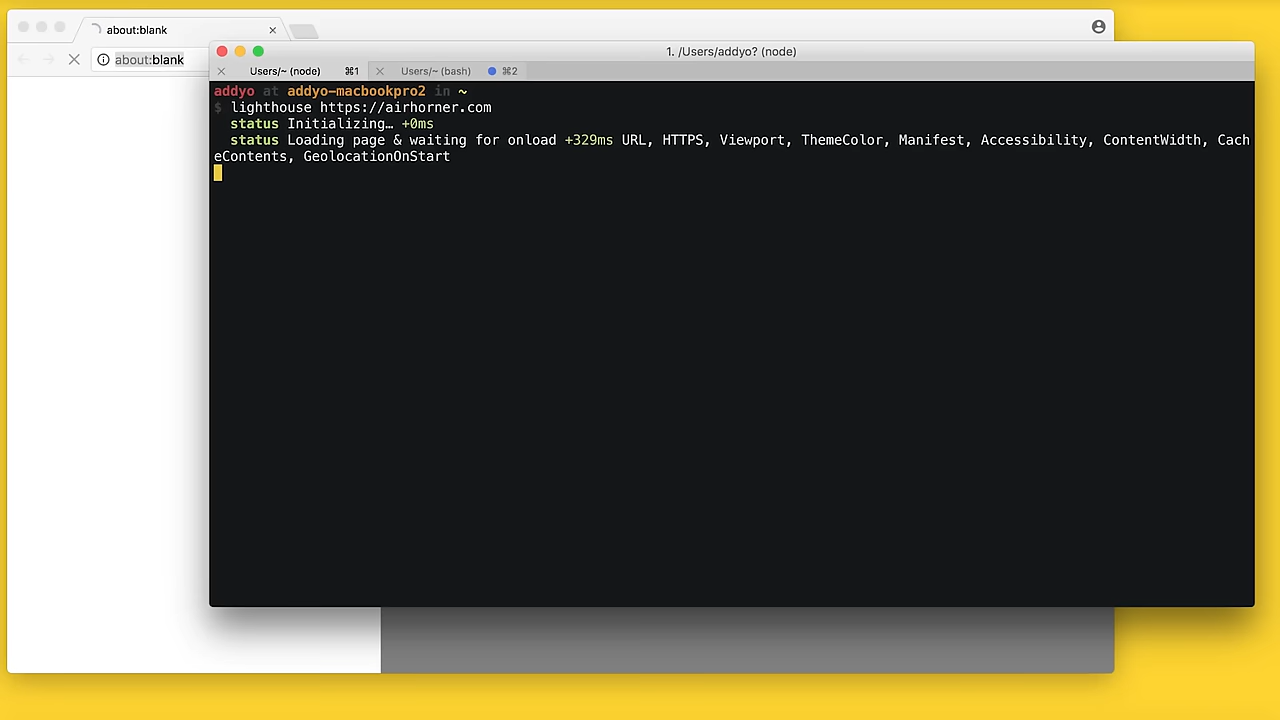 about:blank
about:blank
1. /Users/addyo? (node)
Users/~ (node) ⌘1 Users/~ (bash) ⌘2
addyo at addyo-macbookpro2 in ~
$ lighthouse https://airhorner.com
status Initializing… +0ms
status Loading page & waiting for onload +329ms URL, HTTPS, Viewport, ThemeColor, Manifest, Accessibility, ContentWidth, Cach
eContents, GeolocationOnStart